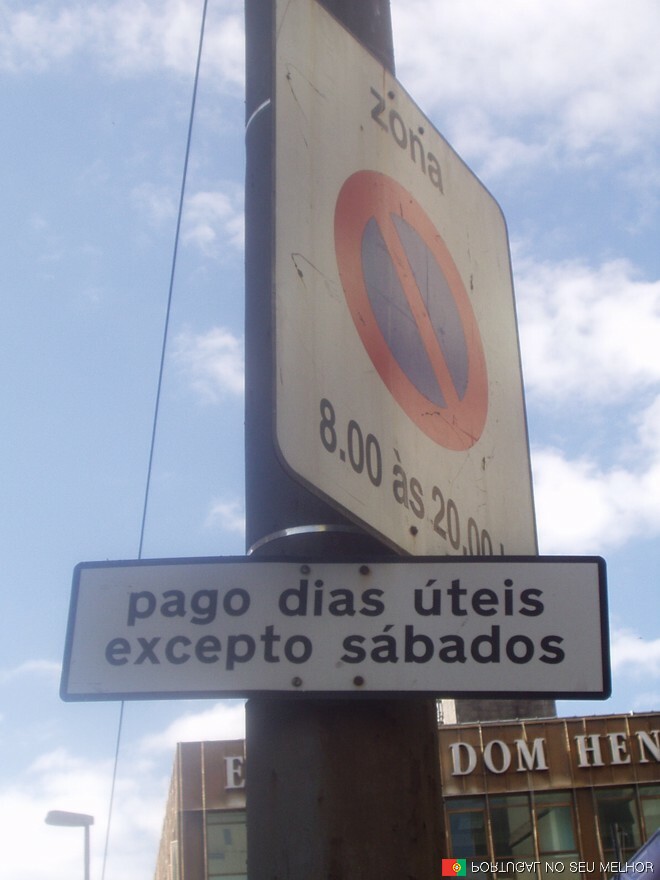 zona
8.00 às 20.00 h
pago dias úteis
excepto sábados
E
DOM HEN
PORTUGAL NO SEU MELHOR